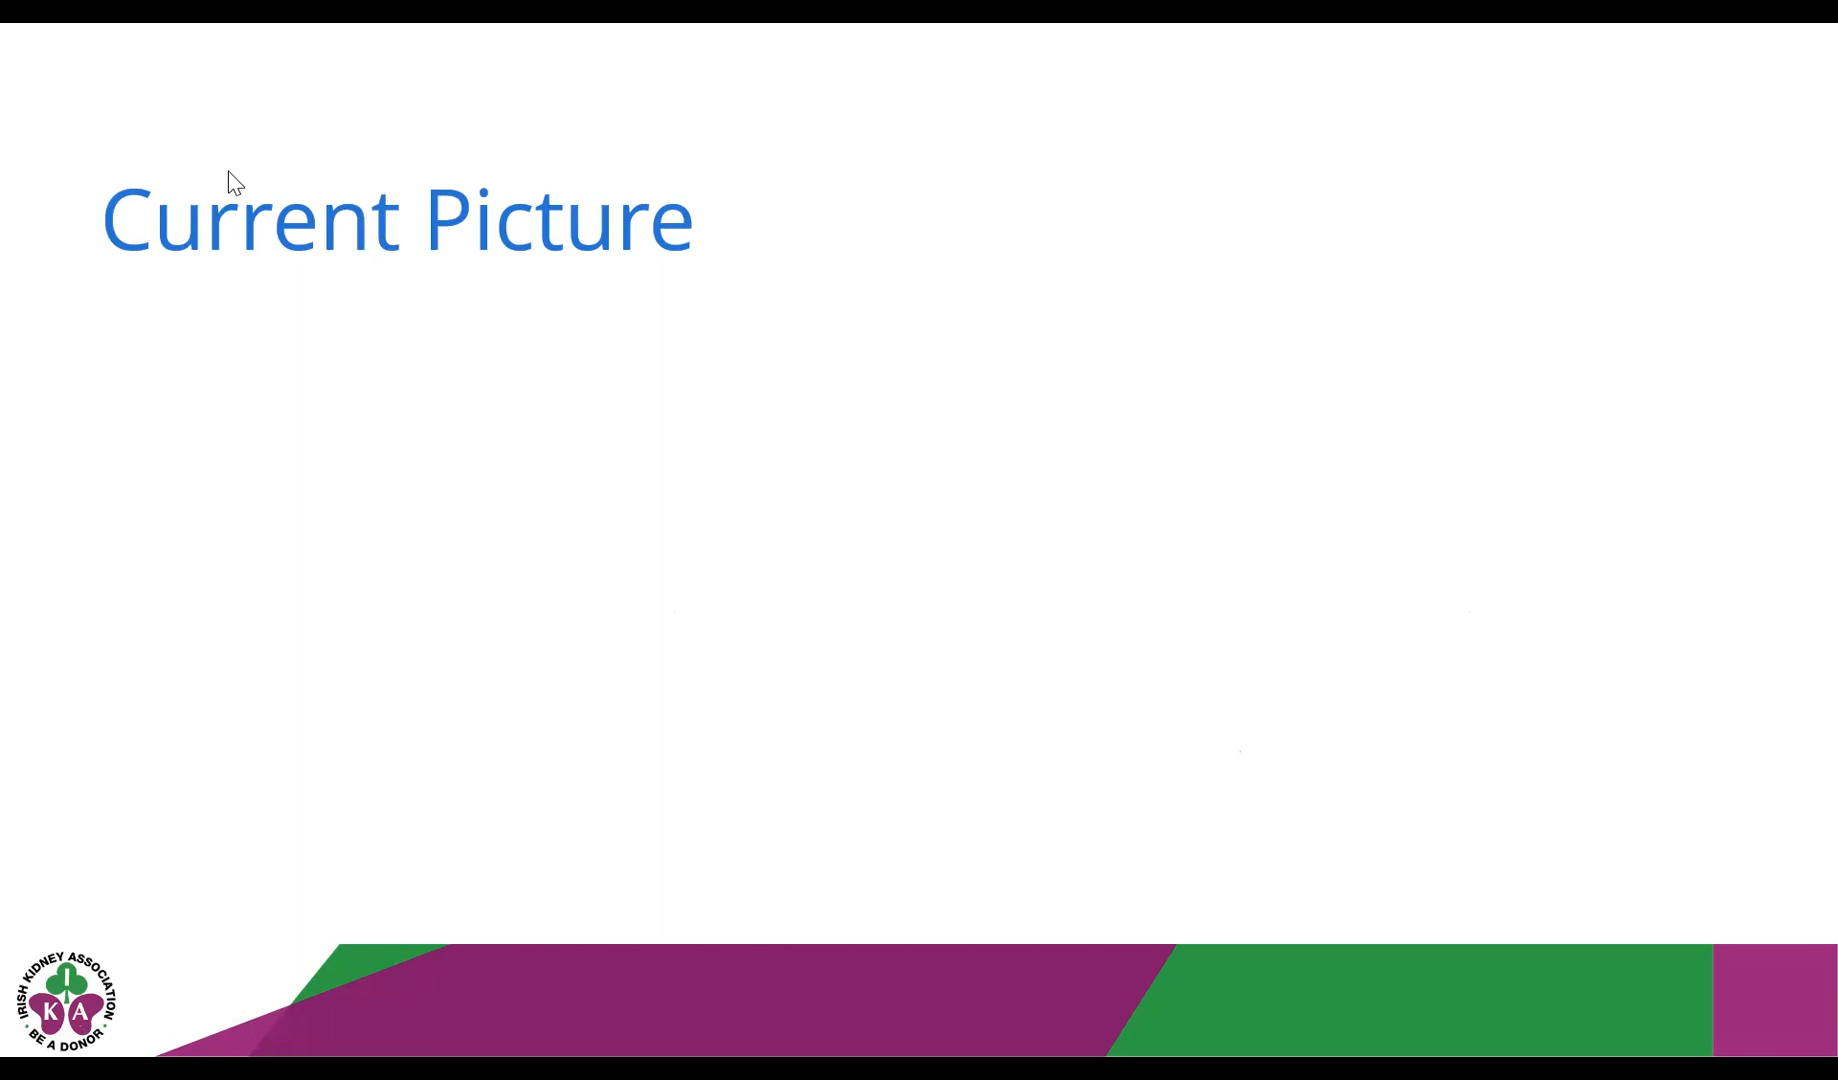 Current Picture
IRISH KIDNEY ASSOCIATION
I
K A
BE A DONOR